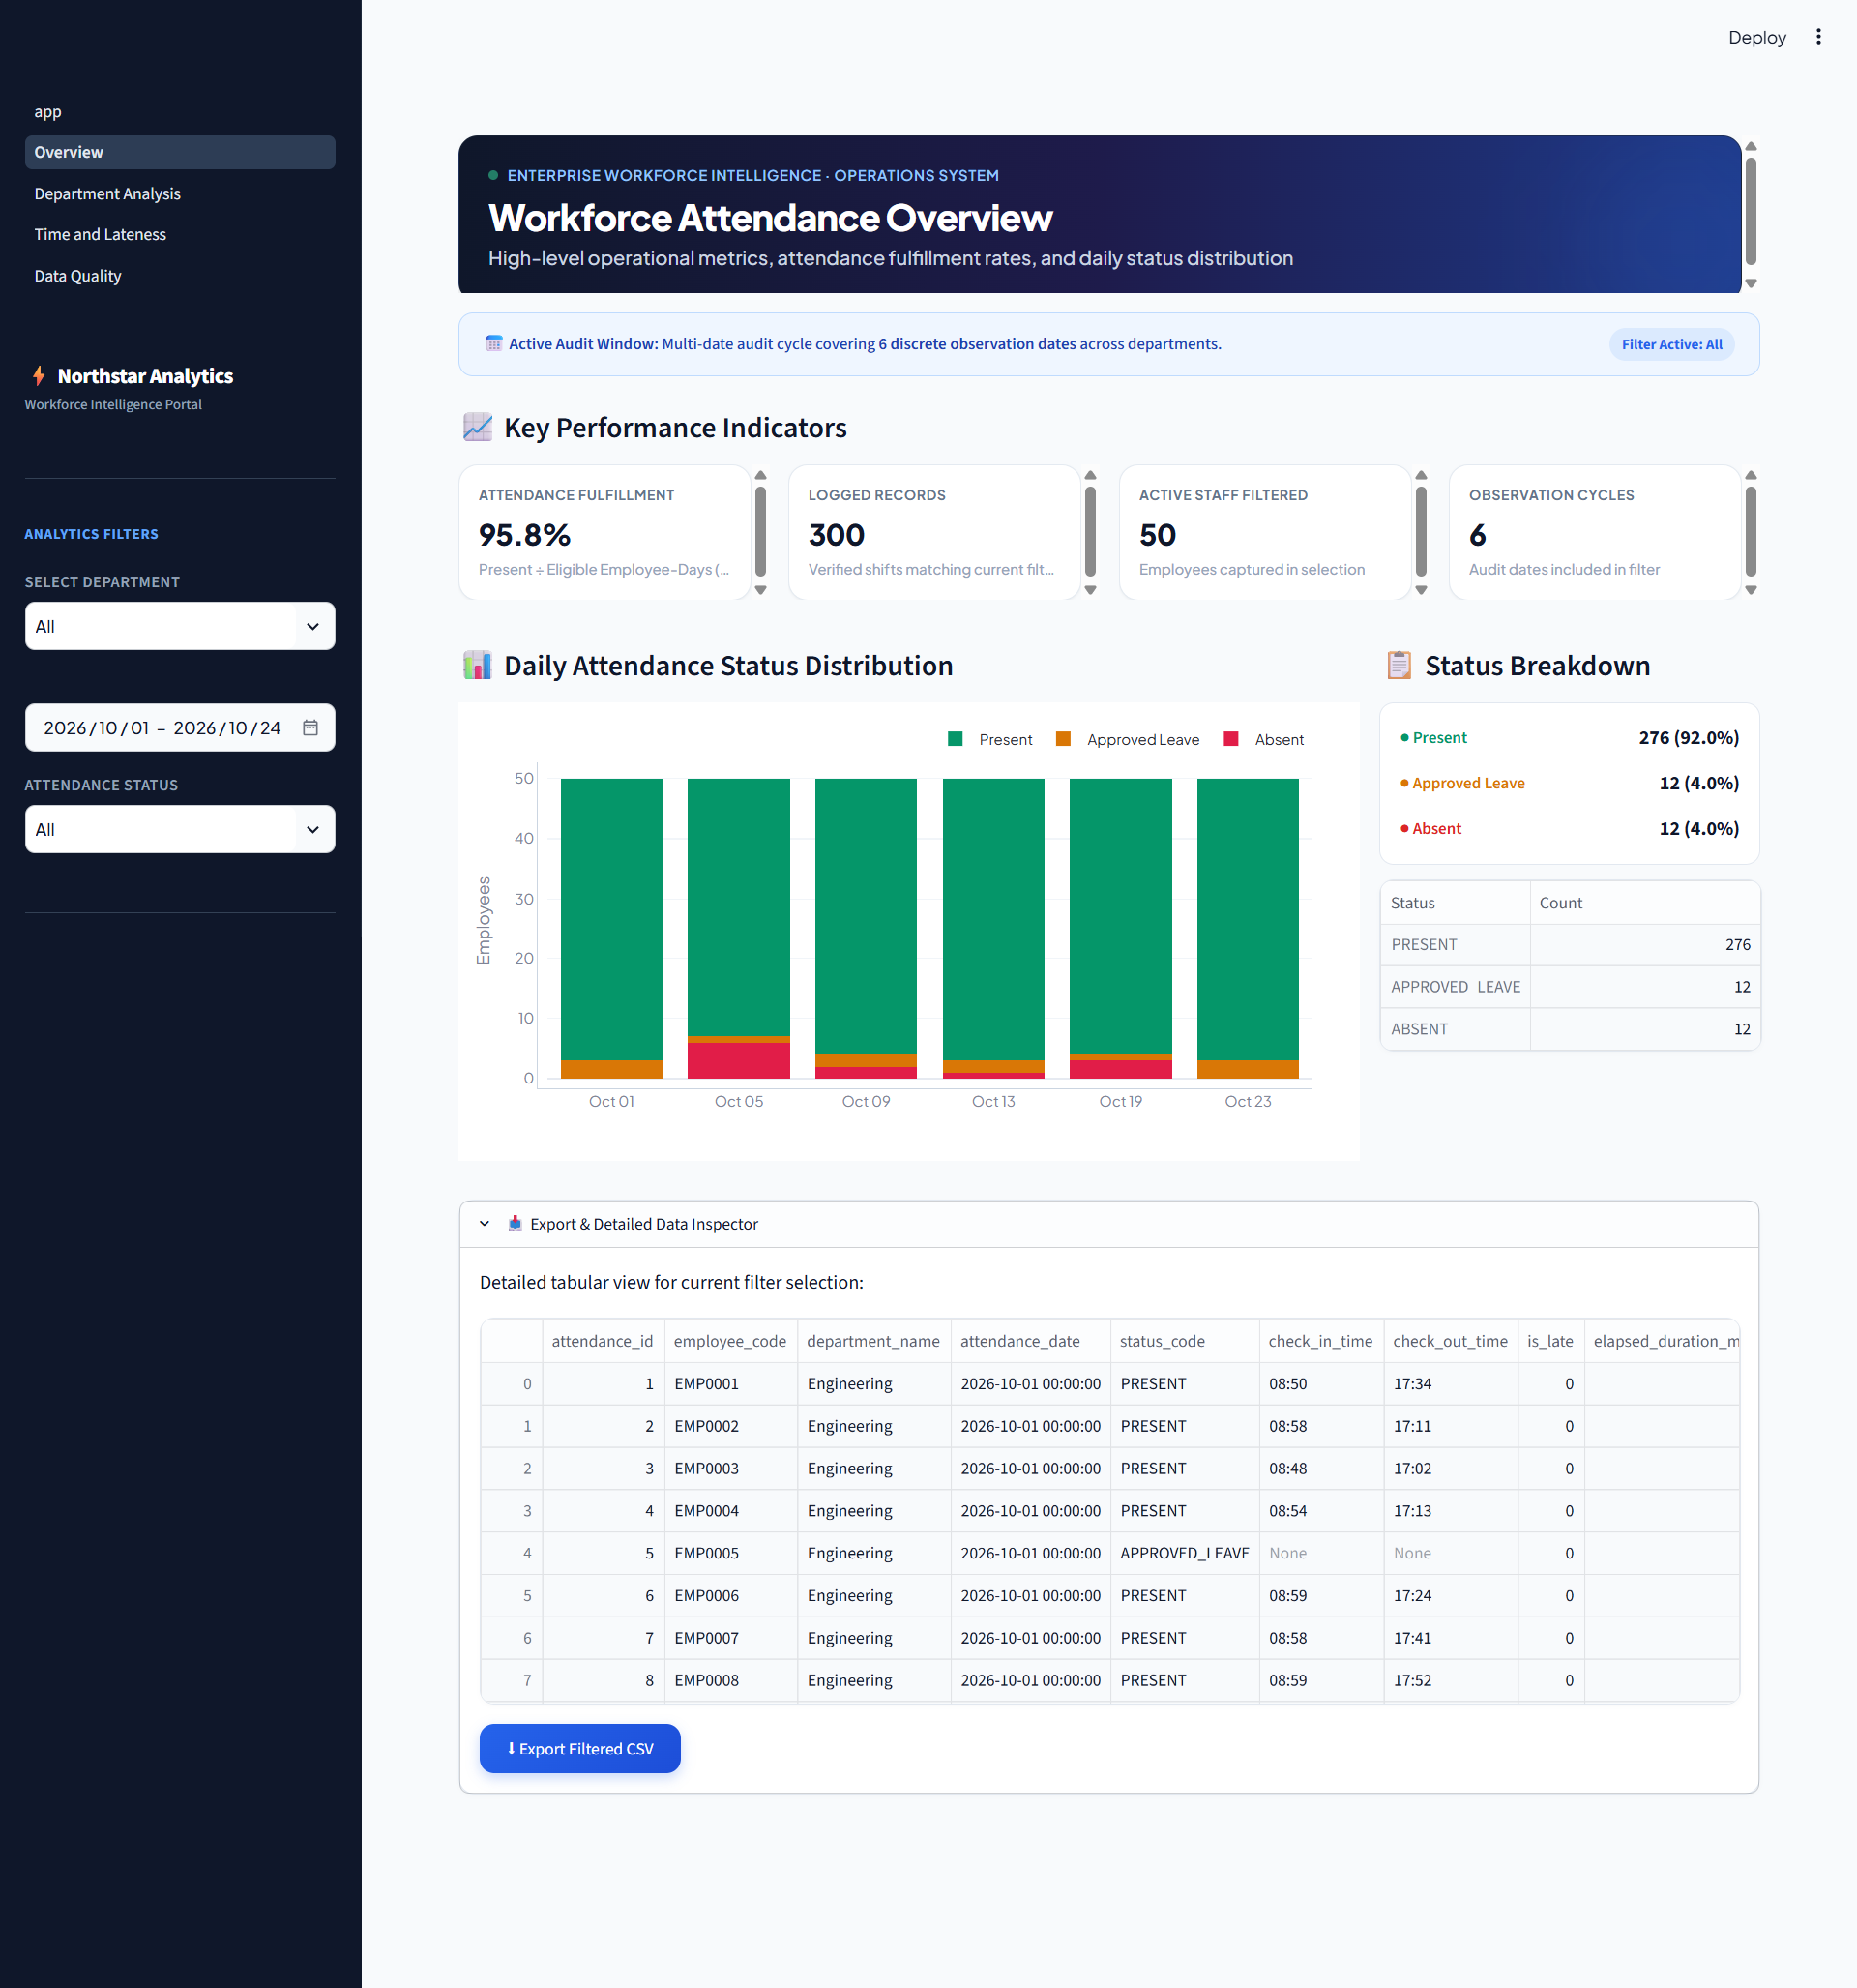 Deploy
app
Overview
Department Analysis
Time and Lateness
Data Quality
Northstar Analytics
Workforce Intelligence Portal
ANALYTICS FILTERS
SELECT DEPARTMENT
All
2026/10/01 – 2026/10/24
ATTENDANCE STATUS
All
ENTERPRISE WORKFORCE INTELLIGENCE · OPERATIONS SYSTEM
Workforce Attendance Overview
High-level operational metrics, attendance fulfillment rates, and daily status distribution
Active Audit Window: Multi-date audit cycle covering 6 discrete observation dates across departments.
Filter Active: All
Key Performance Indicators
ATTENDANCE FULFILLMENT
95.8%
Present ÷ Eligible Employee-Days (...
LOGGED RECORDS
300
Verified shifts matching current filt...
ACTIVE STAFF FILTERED
50
Employees captured in selection
OBSERVATION CYCLES
6
Audit dates included in filter
Daily Attendance Status Distribution
Present Approved Leave Absent
Employees
50
40
30
20
10
0
Oct 01 Oct 05 Oct 09 Oct 13 Oct 19 Oct 23
Status Breakdown
Present 276 (92.0%)
Approved Leave 12 (4.0%)
Absent 12 (4.0%)
Status Count
PRESENT 276
APPROVED_LEAVE 12
ABSENT 12
Export & Detailed Data Inspector
Detailed tabular view for current filter selection:
attendance_id employee_code department_name attendance_date status_code check_in_time check_out_time is_late elapsed_duration_m
0 1 EMP0001 Engineering 2026-10-01 00:00:00 PRESENT 08:50 17:34 0
1 2 EMP0002 Engineering 2026-10-01 00:00:00 PRESENT 08:58 17:11 0
2 3 EMP0003 Engineering 2026-10-01 00:00:00 PRESENT 08:48 17:02 0
3 4 EMP0004 Engineering 2026-10-01 00:00:00 PRESENT 08:54 17:13 0
4 5 EMP0005 Engineering 2026-10-01 00:00:00 APPROVED_LEAVE None None 0
5 6 EMP0006 Engineering 2026-10-01 00:00:00 PRESENT 08:59 17:24 0
6 7 EMP0007 Engineering 2026-10-01 00:00:00 PRESENT 08:58 17:41 0
7 8 EMP0008 Engineering 2026-10-01 00:00:00 PRESENT 08:59 17:52 0
⬇ Export Filtered CSV